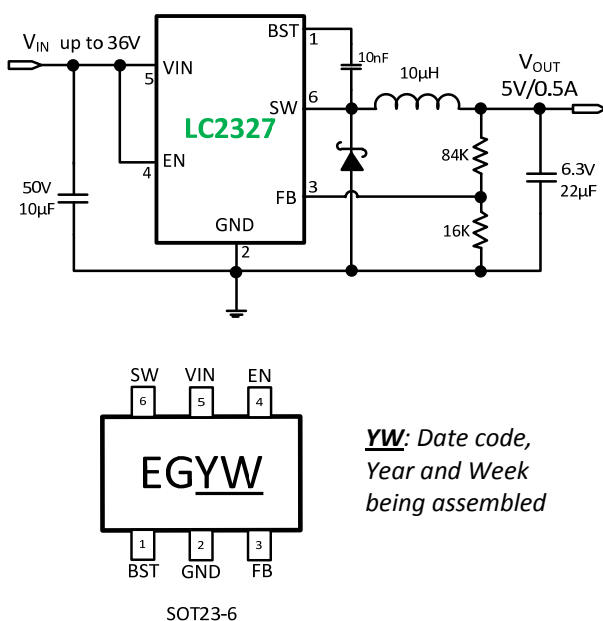 BST
1
VIN up to 36V
10nF
10µH
VOUT
5V/0.5A
VIN
5
SW
6
LC2327
EN
4
84K
50V
10µF
FB
3
6.3V
22µF
GND
2
16K
SW VIN EN
6 5 4
EGYW
1 2 3
BST GND FB
SOT23-6
YW: Date code,
Year and Week
being assembled